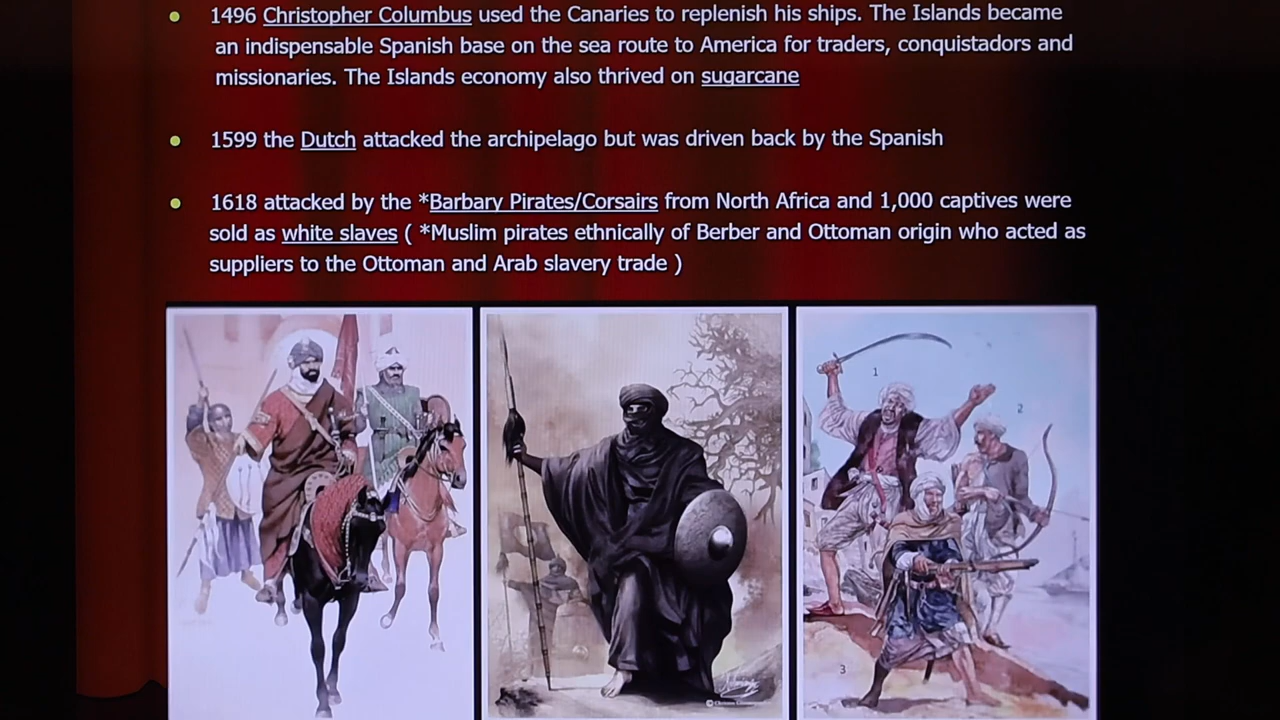 1496 Christopher Columbus used the Canaries to replenish his ships. The Islands became
an indispensable Spanish base on the sea route to America for traders, conquistadors and
missionaries. The Islands economy also thrived on sugarcane
1599 the Dutch attacked the archipelago but was driven back by the Spanish
1618 attacked by the *Barbary Pirates/Corsairs from North Africa and 1,000 captives were
sold as white slaves ( *Muslim pirates ethnically of Berber and Ottoman origin who acted as
suppliers to the Ottoman and Arab slavery trade )
1
2
3